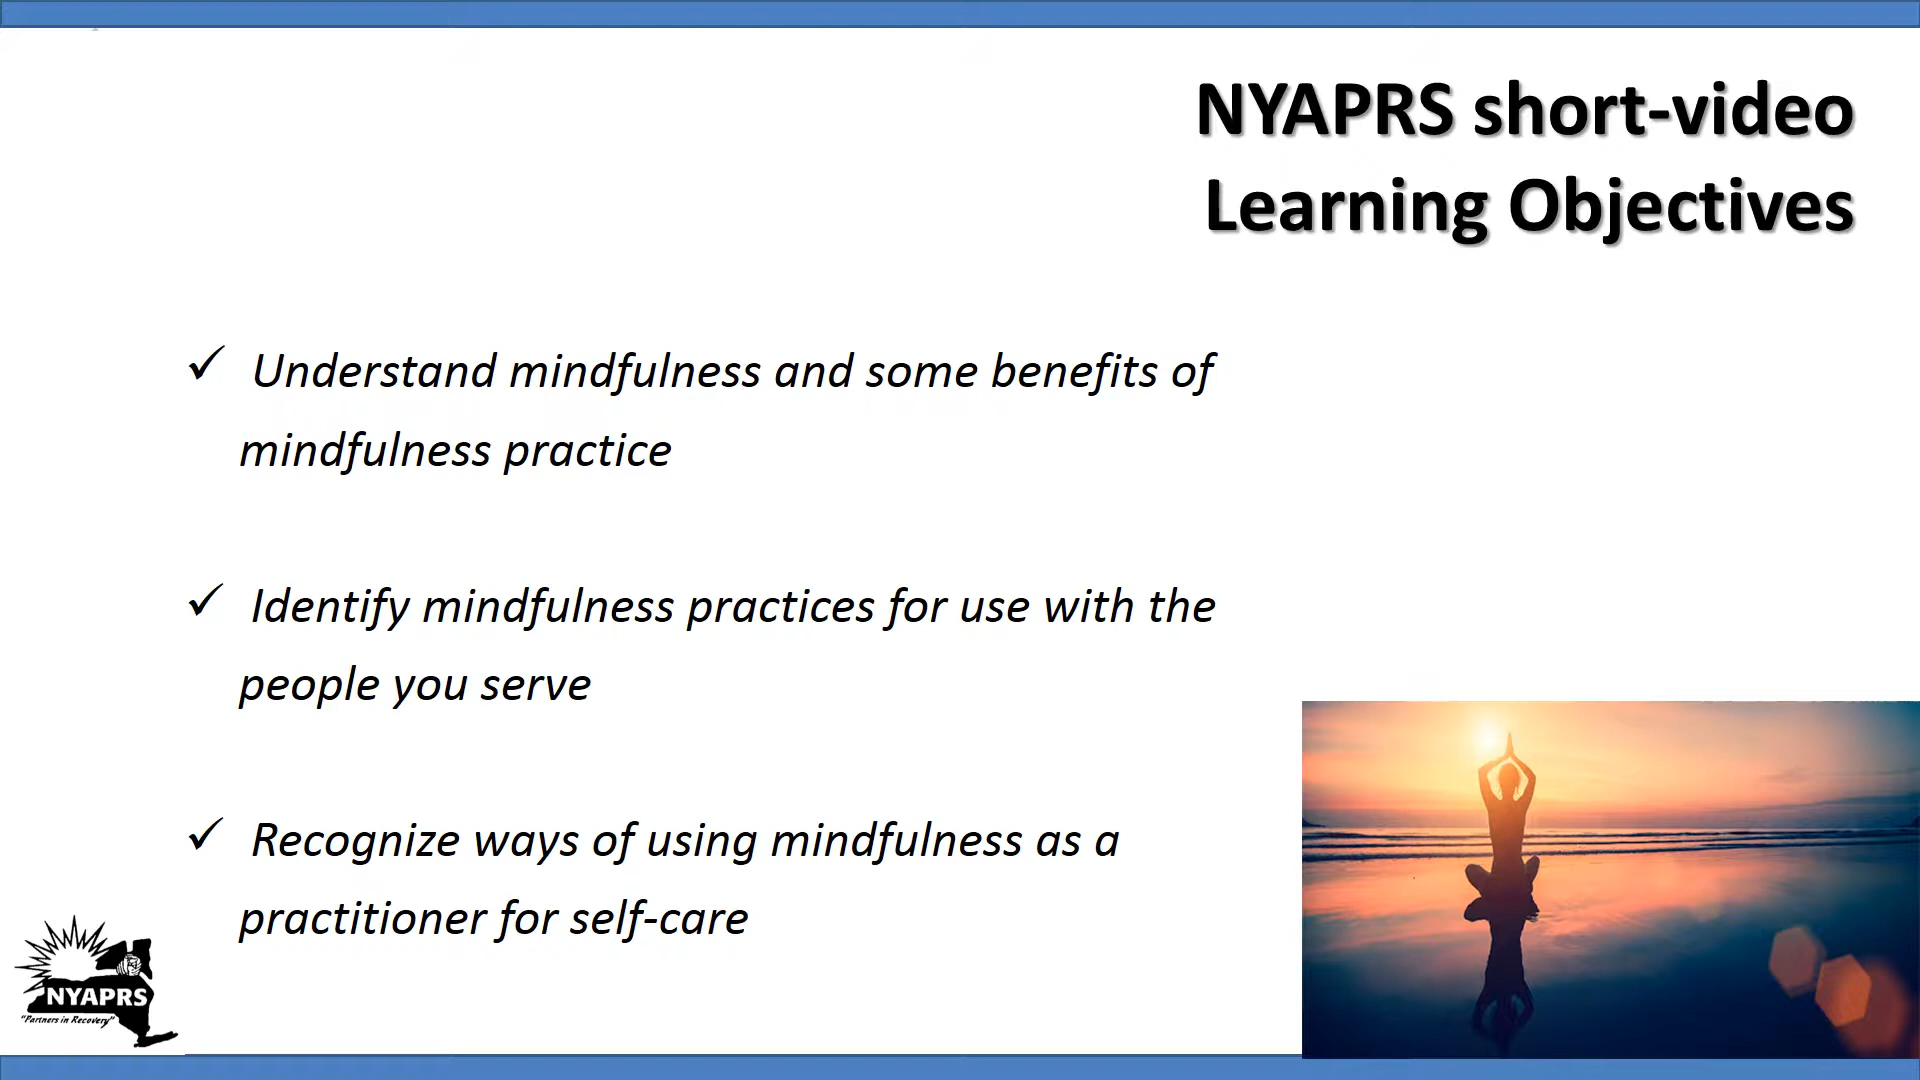 NYAPRS short-video
Learning Objectives
✓ Understand mindfulness and some benefits of
mindfulness practice
✓ Identify mindfulness practices for use with the
people you serve
✓ Recognize ways of using mindfulness as a
practitioner for self-care
NYAPRS
"Partners in Recovery"